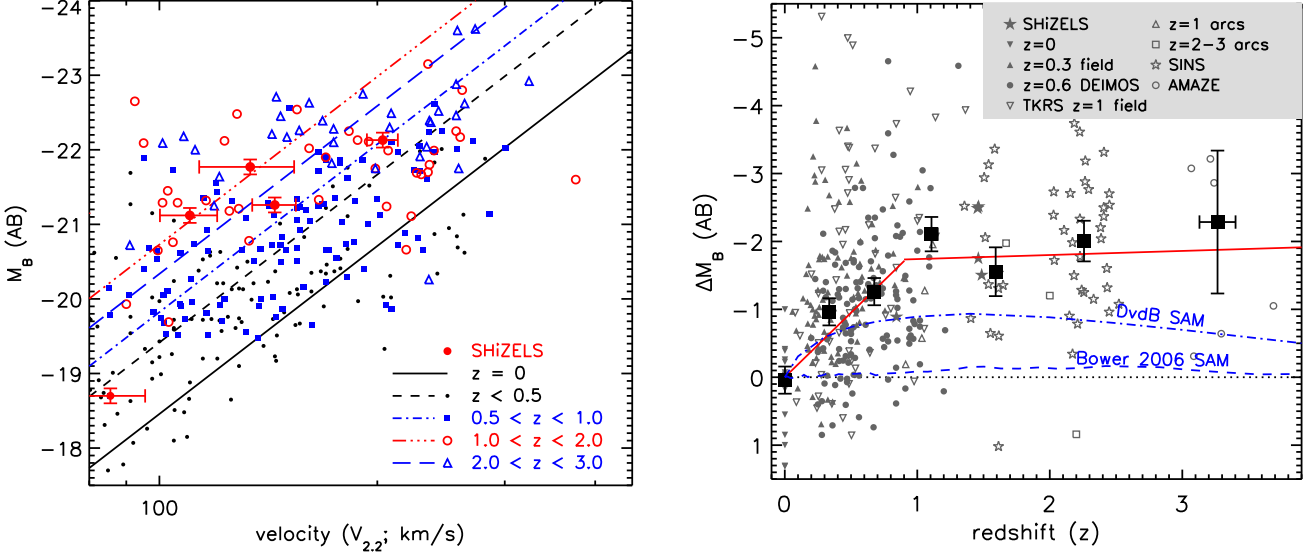 -24
-23
-22
-21
-20
-19
-18
M_B (AB)
100
velocity (V_2.2; km/s)
SHiZELS
z = 0
z < 0.5
0.5 < z < 1.0
1.0 < z < 2.0
2.0 < z < 3.0
-5
-4
-3
-2
-1
0
1
ΔM_B (AB)
0
1
2
3
redshift (z)
SHiZELS
z=0
z=0.3 field
z=0.6 DEIMOS
TKRS z=1 field
z=1 arcs
z=2-3 arcs
SINS
AMAZE
DvdB SAM
Bower 2006 SAM